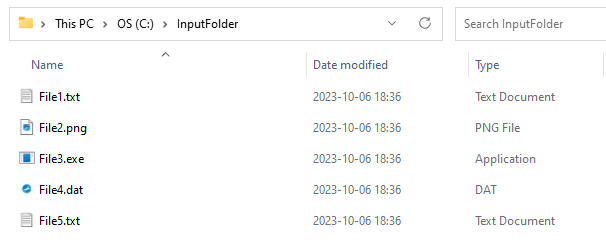 This PC > OS (C:) > InputFolder Search InputFolder
Name Date modified Type
File1.txt 2023-10-06 18:36 Text Document
File2.png 2023-10-06 18:36 PNG File
File3.exe 2023-10-06 18:36 Application
File4.dat 2023-10-06 18:36 DAT
File5.txt 2023-10-06 18:36 Text Document